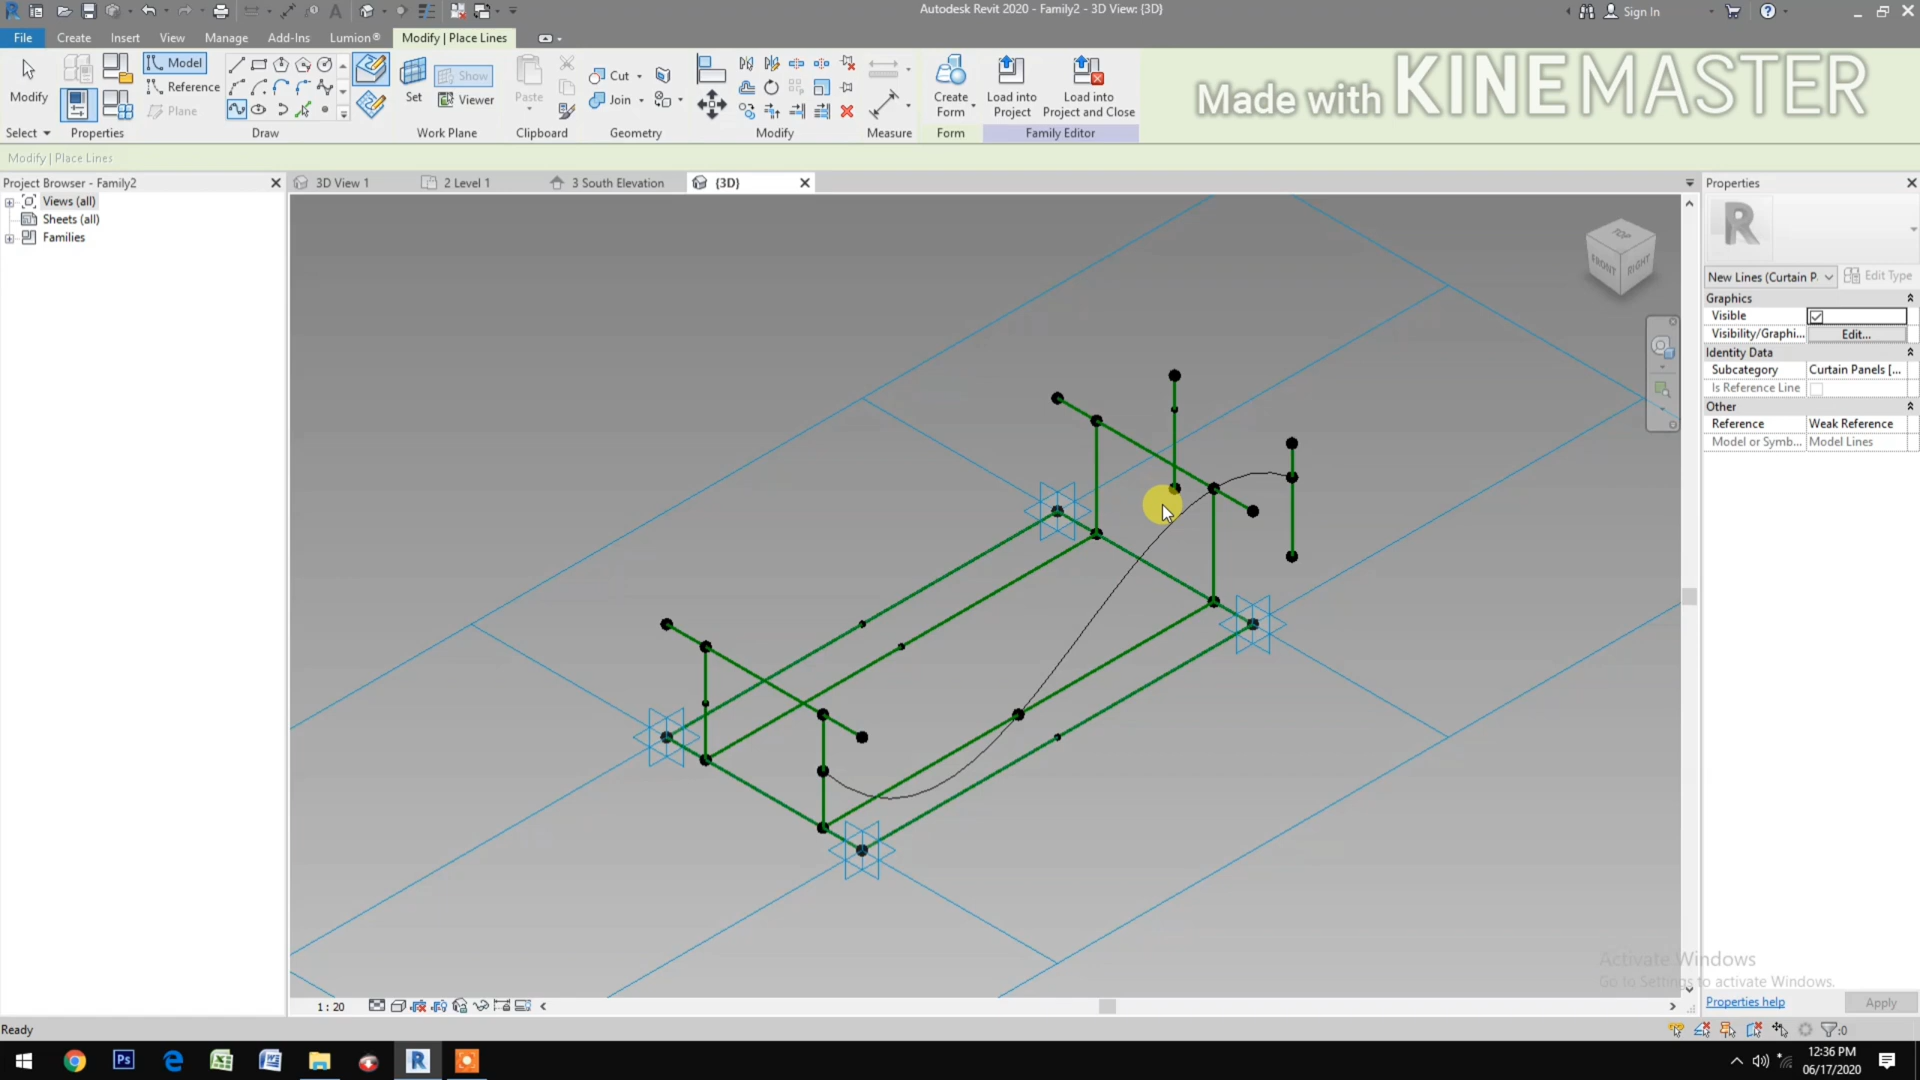 Autodesk Revit 2020 - Family2 - 3D View: {3D}
Sign In
File
Create
Insert
View
Manage
Add-Ins
Lumion®
Modify | Place Lines
Modify
Model
Reference
Plane
Set
Show
Viewer
Paste
Cut
Join
Create
Form
Load into
Project
Load into
Project and Close
Select
Properties
Draw
Work Plane
Clipboard
Geometry
Modify
Measure
Form
Family Editor
Made with KINEMASTER
Modify | Place Lines
Project Browser - Family2
3D View 1
2 Level 1
3 South Elevation
{3D}
Properties
Views (all)
Sheets (all)
Families
TOP
FRONT
RIGHT
New Lines (Curtain P.
Edit Type
Graphics
Visible
Visibility/Graphi...
Edit...
Identity Data
Subcategory
Curtain Panels [...
Is Reference Line
Other
Reference
Weak Reference
Model or Symb...
Model Lines
Activate Windows
Go to Settings to activate Windows.
1 : 20
Properties help
Apply
Ready
:0
12:36 PM
06/17/2020